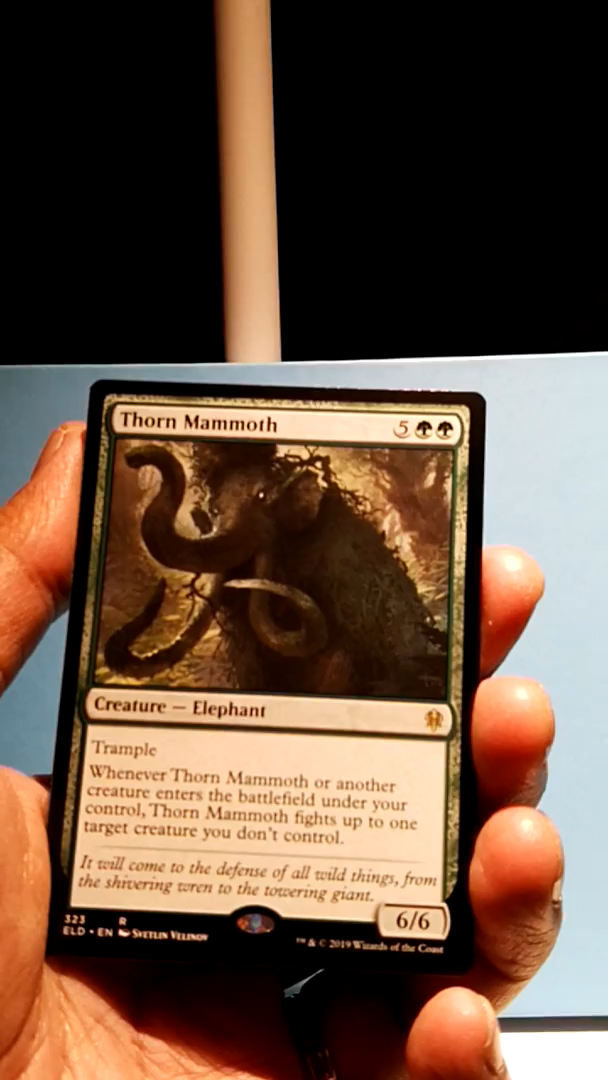 Thorn Mammoth 5
Creature — Elephant
Trample
Whenever Thorn Mammoth or another
creature enters the battlefield under your
control, Thorn Mammoth fights up to one
target creature you don't control.
It will come to the defense of all wild things, from
the shivering wren to the towering giant.
6/6
323 R
ELD • EN SVETLIN VELINOV
™ & © 2019 Wizards of the Coast